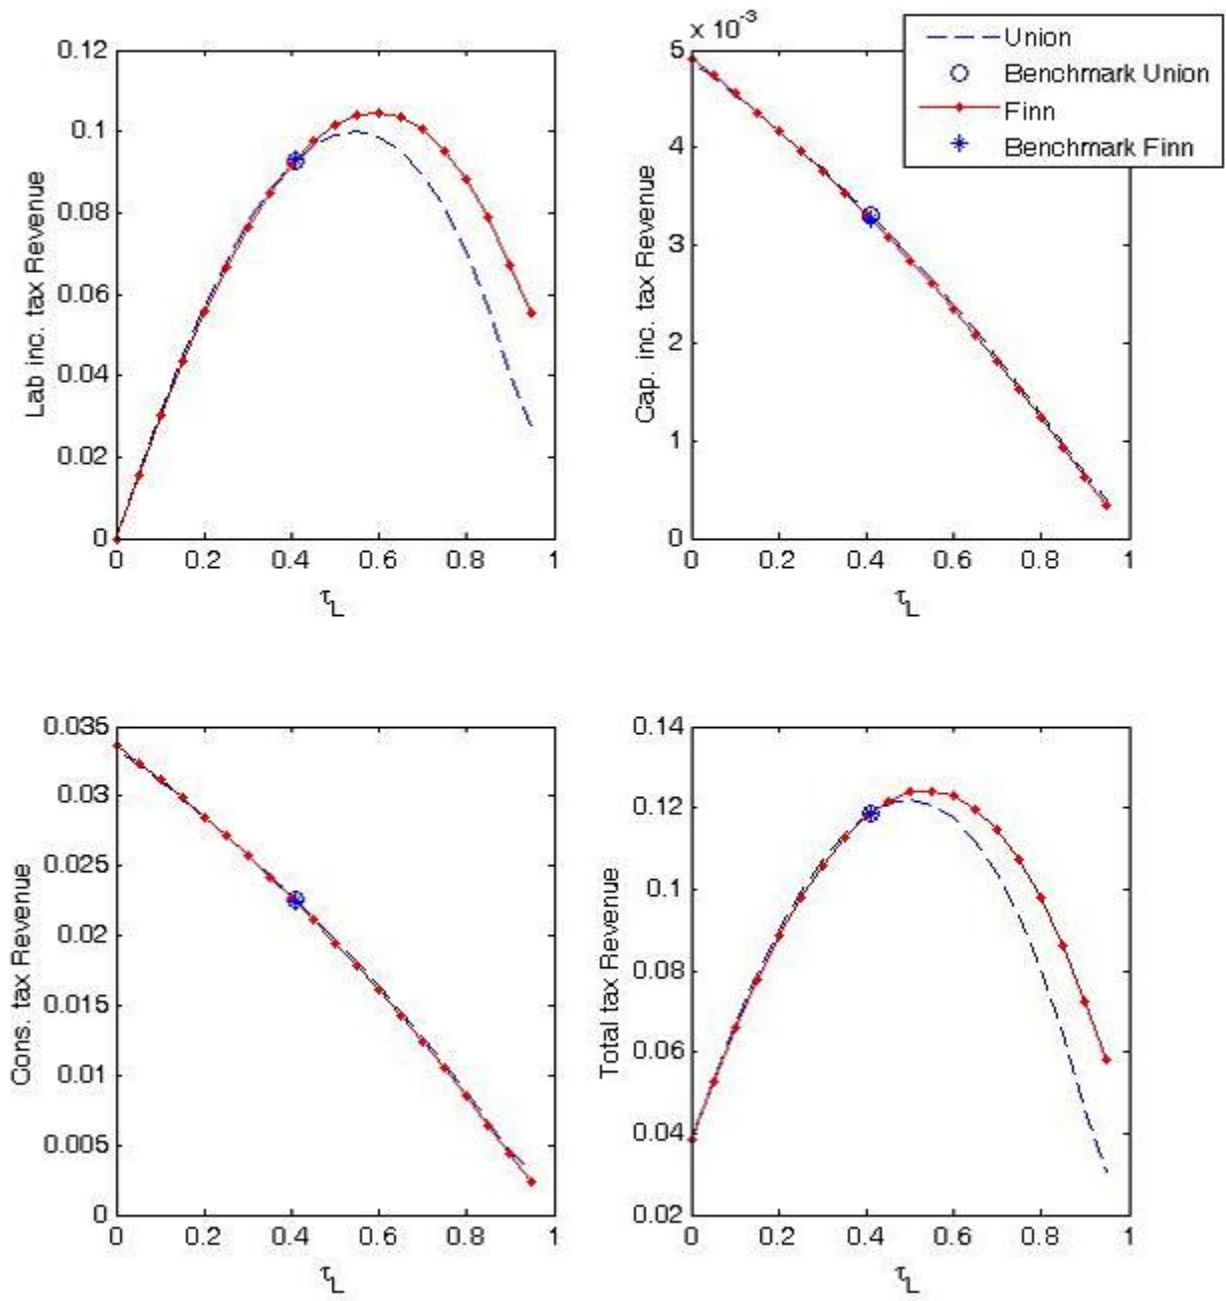 0.12
0.1
0.08
0.06
0.04
0.02
0
Lab inc. tax Revenue
0 0.2 0.4 0.6 0.8 1
τL
x 10-3
5
4
3
2
1
0
Cap. inc. tax Revenue
0 0.2 0.4 0.6 0.8 1
τL
Union
Benchmark Union
Finn
Benchmark Finn
0.035
0.03
0.025
0.02
0.015
0.01
0.005
0
Cons. tax Revenue
0 0.2 0.4 0.6 0.8 1
τL
0.14
0.12
0.1
0.08
0.06
0.04
0.02
Total tax Revenue
0 0.2 0.4 0.6 0.8 1
τL